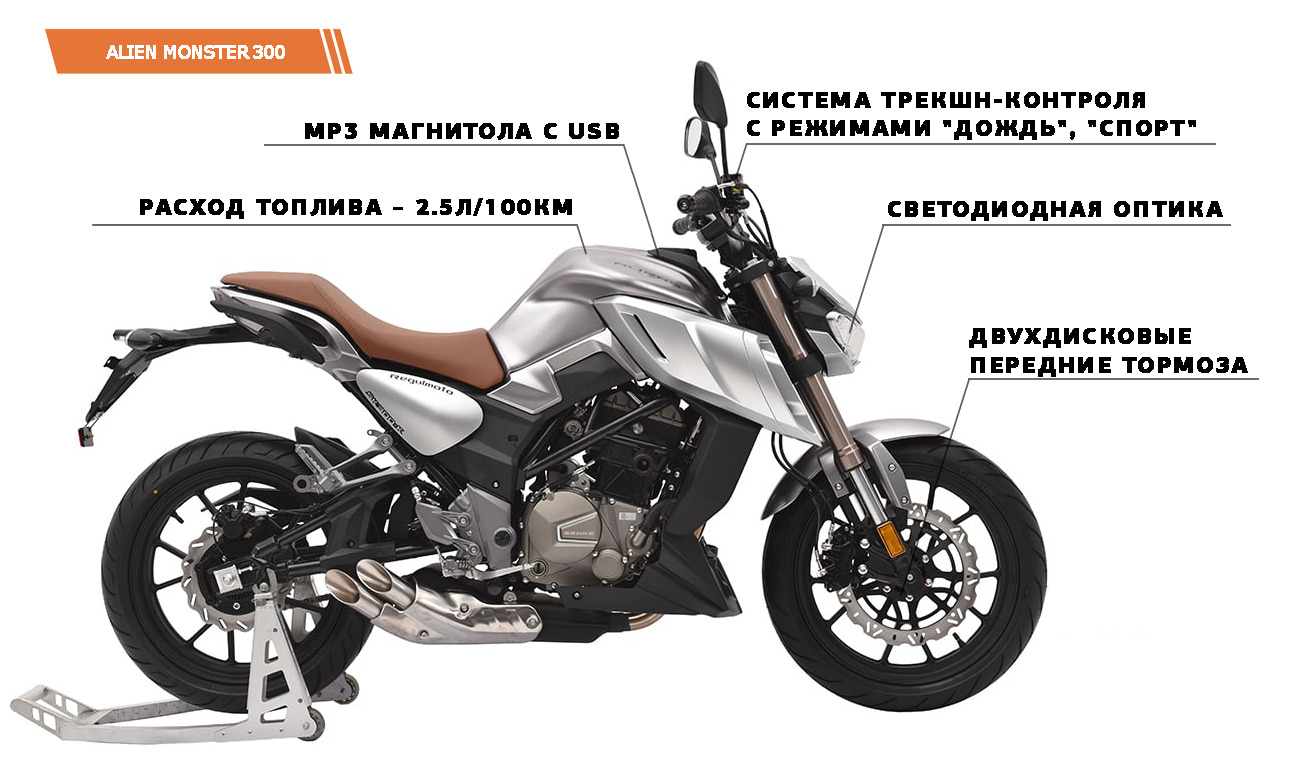 ALIEN MONSTER 300
СИСТЕМА ТРЕКШН-КОНТРОЛЯ
С РЕЖИМАМИ "ДОЖДЬ", "СПОРТ"
MP3 МАГНИТОЛА С USB
РАСХОД ТОПЛИВА – 2.5Л/100КМ
СВЕТОДИОДНАЯ ОПТИКА
ДВУХДИСКОВЫЕ
ПЕРЕДНИЕ ТОРМОЗА
Regulmoto